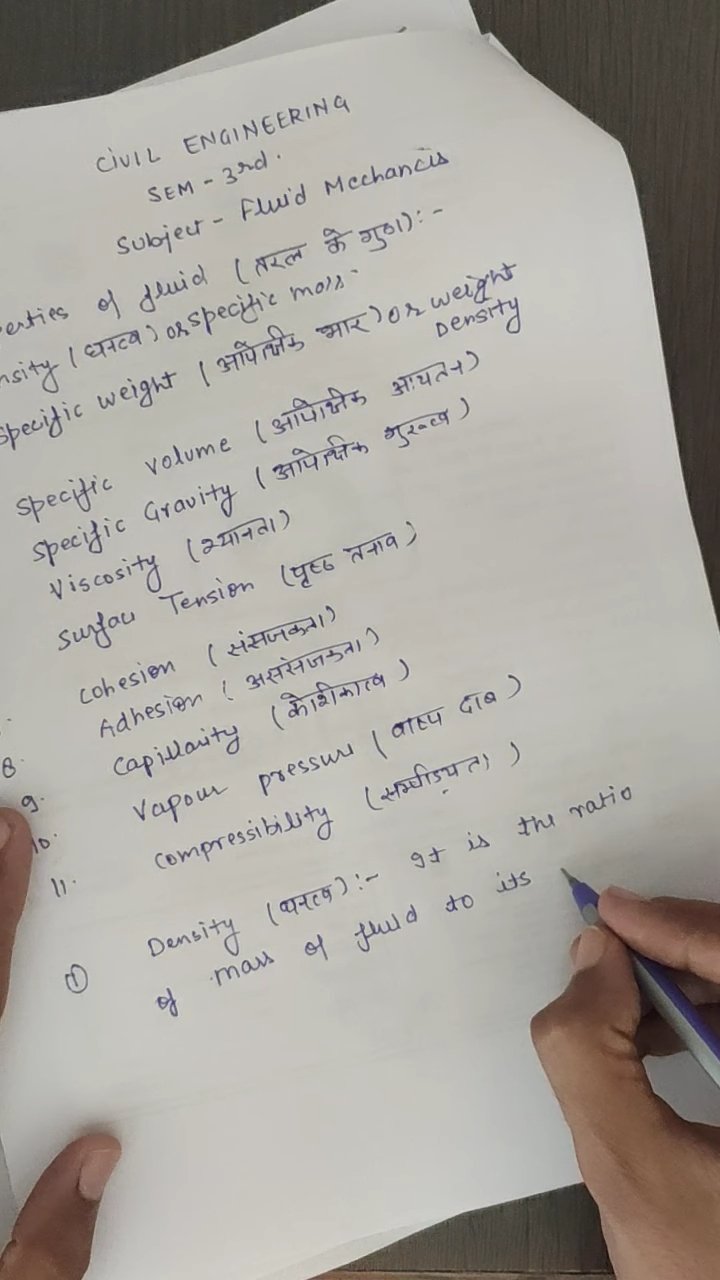 CIVIL ENGINEERING
SEM - 3rd.
Subject - Fluid Mechancis
erties of fluid (तरल के गुण) :-
nsity (घनत्व) or specific mass.
specific weight (आपेक्षिक भार) or weight Density
specific volume (आपेक्षिक आयतन)
specific Gravity (आपेक्षिक गुरूत्व)
Viscosity (श्यानता)
Surfac Tension (पृष्ठ तनाव)
Cohesion (संसंजकता)
8. Adhesion (असंसंजकता)
9. Capillarity (केशीकात्व)
10. Vapour pressure (वाष्प दाब)
11. Compressibility (सम्पीड्यता)
① Density (घनत्व) :- It is the ratio
of mass of fluid to its